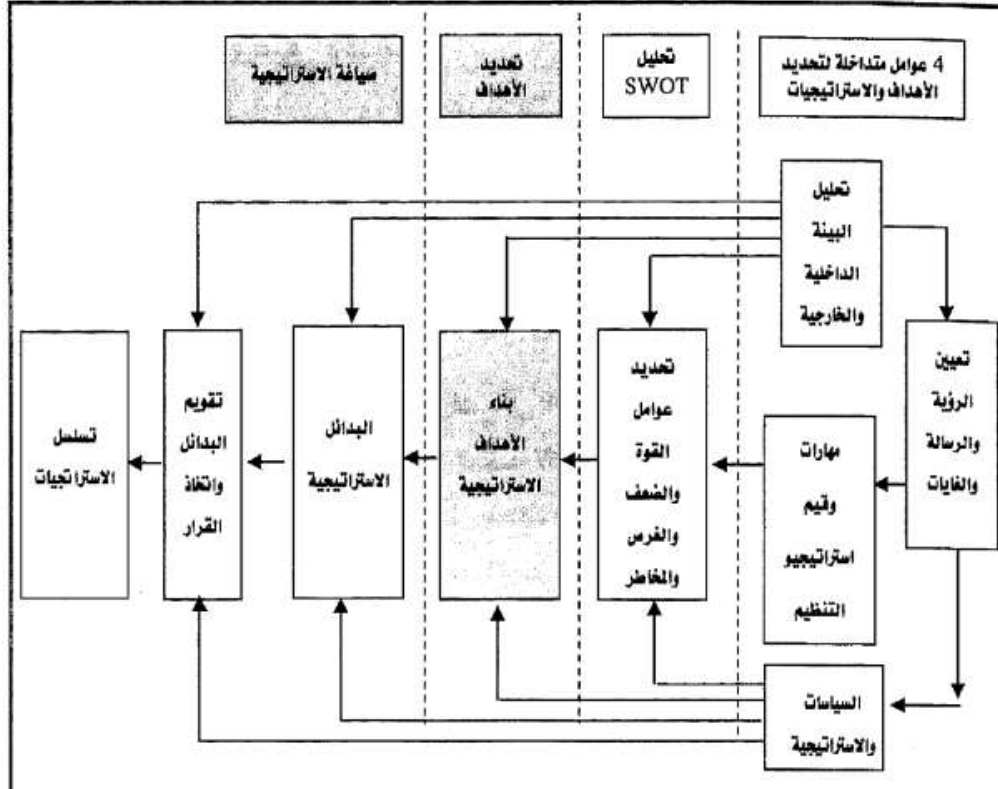 4 عوامل متداخلة لتحديد
الأهداف والاستراتيجيات
تحليل
SWOT
تحديد
الأهداف
صياغة الاستراتيجية
تحليل
البيئة
الداخلية
والخارجية
تعيين
الرؤية
والرسالة
والغايات
مهارات
وقيم
استراتيجيو
التنظيم
السياسات
والاستراتيجية
تحديد
عوامل
القوة
والضعف
والفرص
والمخاطر
بناء
الأهداف
الاستراتيجية
البدائل
الاستراتيجية
تقويم
البدائل
واتخاذ
القرار
تسلسل
الاستراتجيات